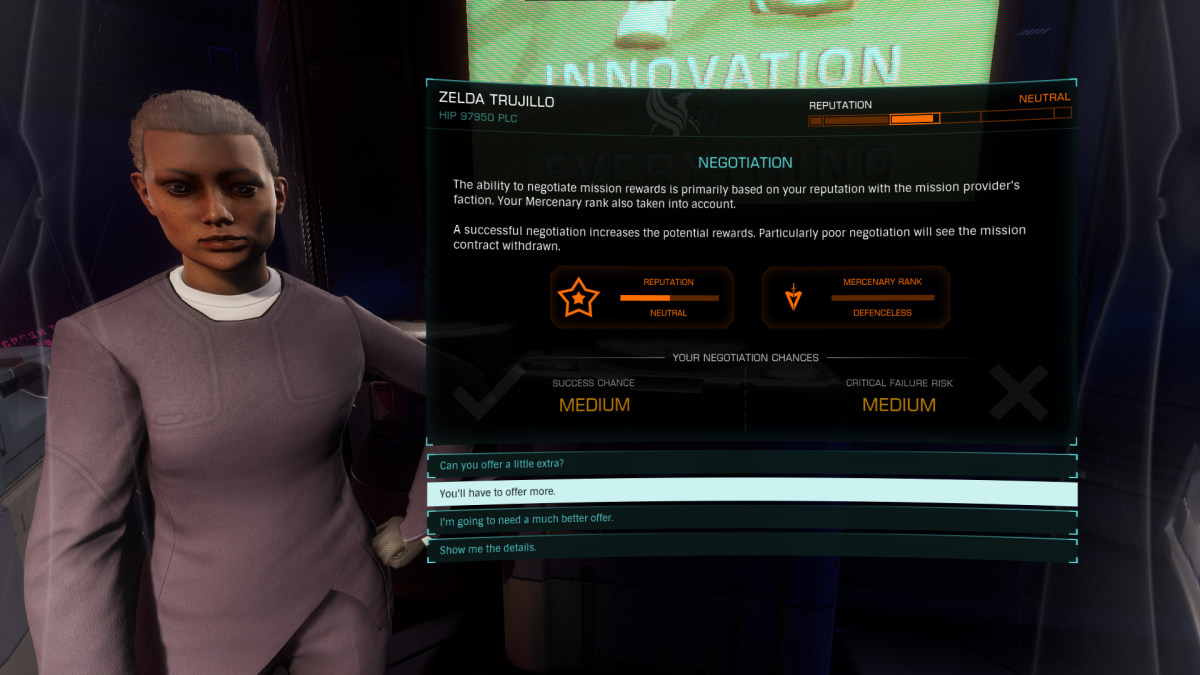 INNOVATION
ZELDA TRUJILLO
HIP 97950 PLC
REPUTATION
NEUTRAL
NEGOTIATION
The ability to negotiate mission rewards is primarily based on your reputation with the mission provider's
faction. Your Mercenary rank also taken into account.
A successful negotiation increases the potential rewards. Particularly poor negotiation will see the mission
contract withdrawn.
REPUTATION
NEUTRAL
MERCENARY RANK
DEFENCELESS
YOUR NEGOTIATION CHANCES
SUCCESS CHANCE
MEDIUM
CRITICAL FAILURE RISK
MEDIUM
Can you offer a little extra?
You'll have to offer more.
I'm going to need a much better offer.
Show me the details.